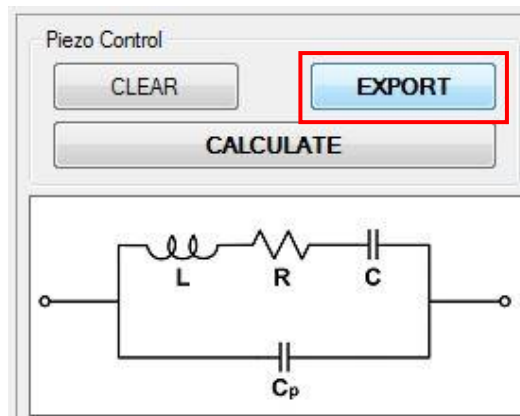 Piezo Control
CLEAR EXPORT
CALCULATE
L R C
Cp